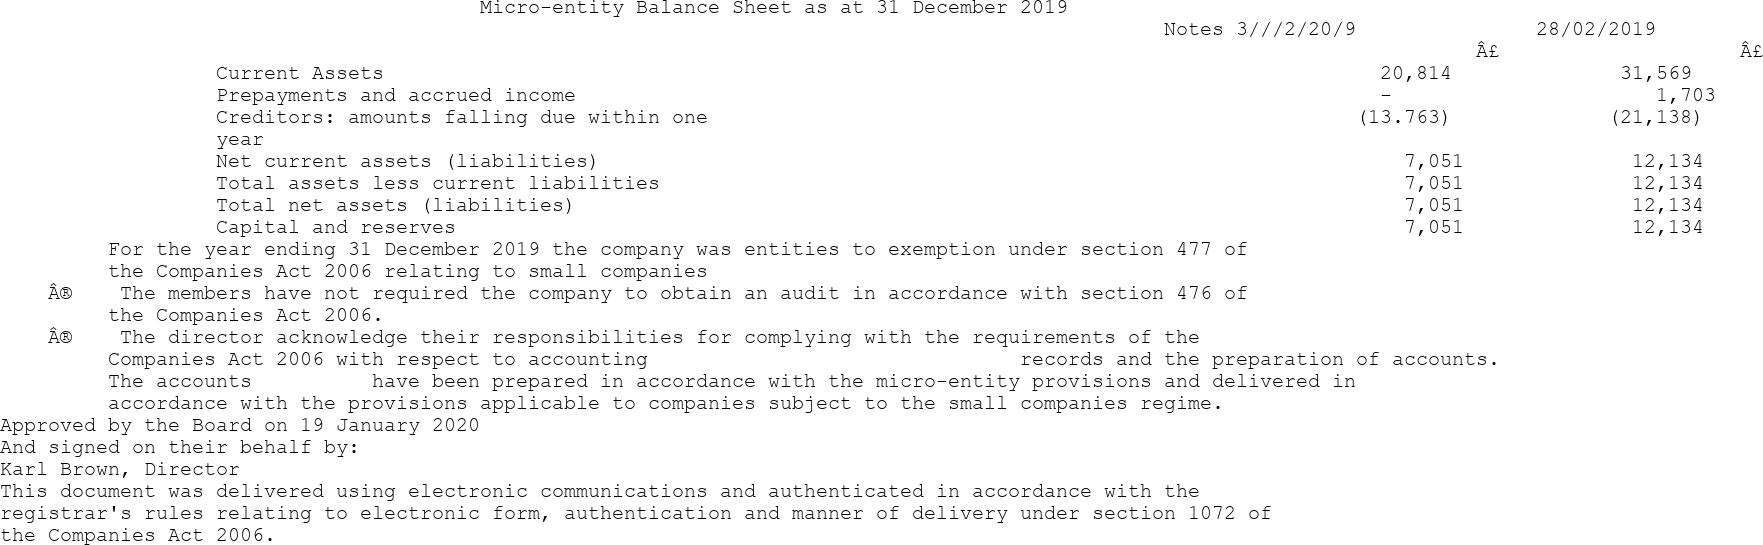 Micro-entity Balance Sheet as at 31 December 2019
Notes 3///2/20/9 28/02/2019
Â£ Â£
Current Assets 20,814 31,569
Prepayments and accrued income - 1,703
Creditors: amounts falling due within one (13.763) (21,138)
year
Net current assets (liabilities) 7,051 12,134
Total assets less current liabilities 7,051 12,134
Total net assets (liabilities) 7,051 12,134
Capital and reserves 7,051 12,134
For the year ending 31 December 2019 the company was entities to exemption under section 477 of
the Companies Act 2006 relating to small companies
Â® The members have not required the company to obtain an audit in accordance with section 476 of
the Companies Act 2006.
Â® The director acknowledge their responsibilities for complying with the requirements of the
Companies Act 2006 with respect to accounting records and the preparation of accounts.
The accounts have been prepared in accordance with the micro-entity provisions and delivered in
accordance with the provisions applicable to companies subject to the small companies regime.
Approved by the Board on 19 January 2020
And signed on their behalf by:
Karl Brown, Director
This document was delivered using electronic communications and authenticated in accordance with the
registrar's rules relating to electronic form, authentication and manner of delivery under section 1072 of
the Companies Act 2006.